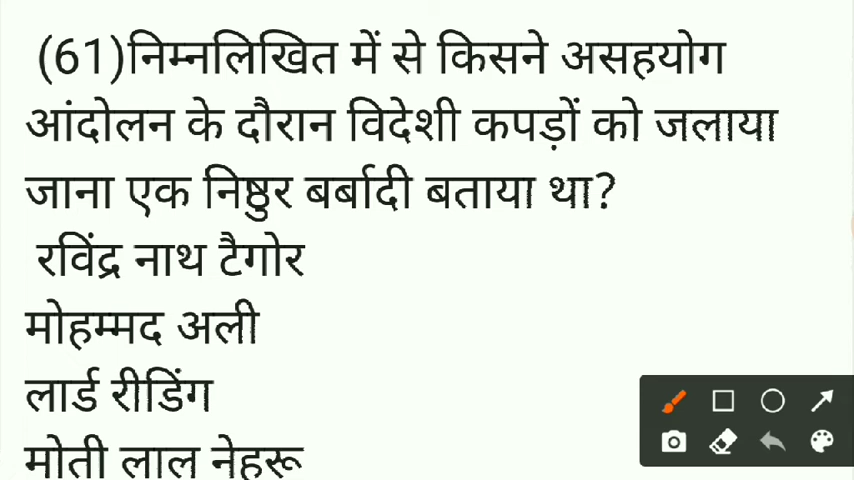 (61)निम्नलिखित में से किसने असहयोग
आंदोलन के दौरान विदेशी कपड़ों को जलाया
जाना एक निष्ठुर बर्बादी बताया था?
रविंद्र नाथ टैगोर
मोहम्मद अली
लार्ड रीडिंग
मोती लाल नेहरू